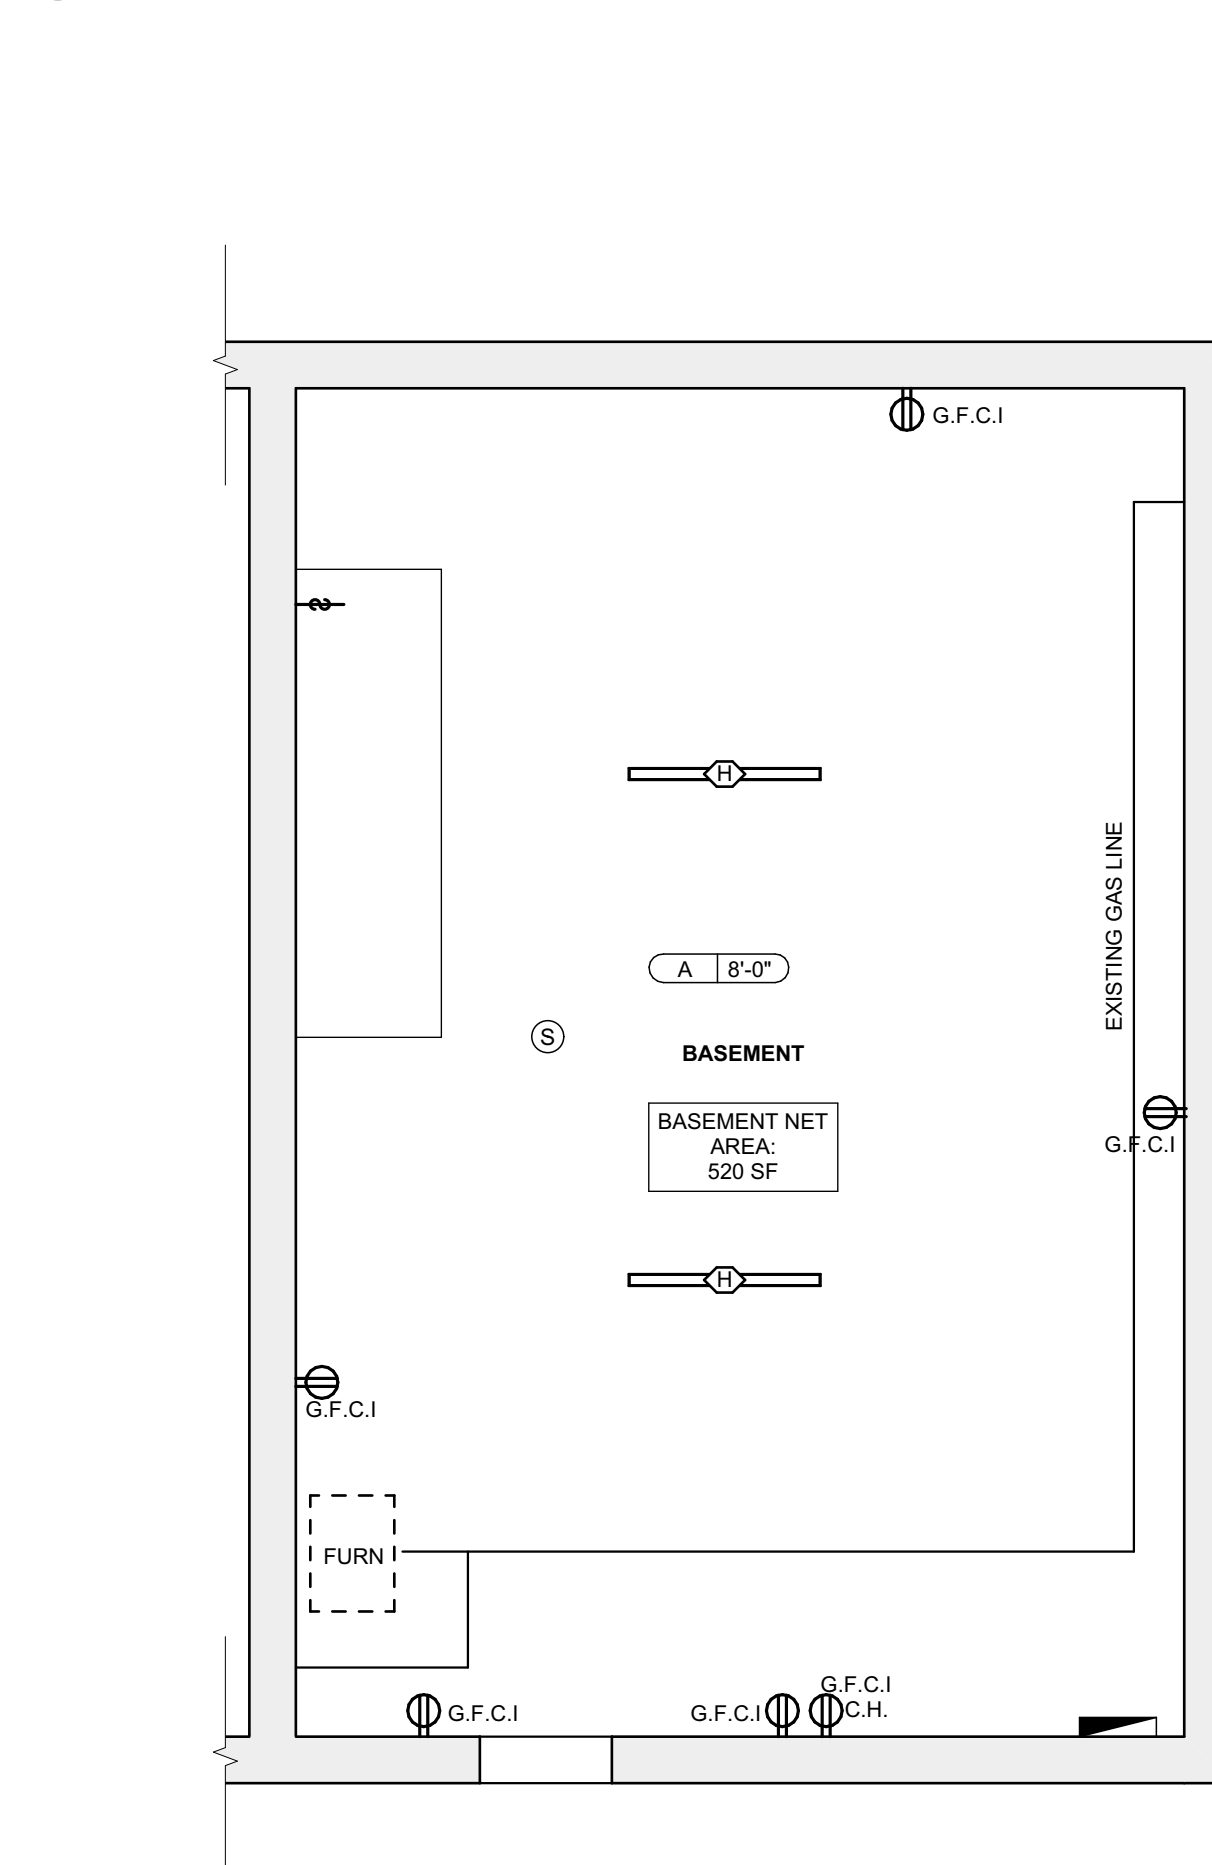 G.F.C.I
H
EXISTING GAS LINE
A 8'-0"
S
BASEMENT
BASEMENT NET
AREA:
520 SF
G.F.C.I
H
G.F.C.I
FURN
G.F.C.I
G.F.C.I
G.F.C.I
C.H.